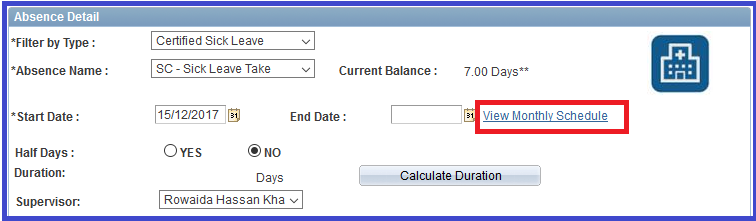 Absence Detail
*Filter by Type : Certified Sick Leave
*Absence Name : SC - Sick Leave Take Current Balance : 7.00 Days**
*Start Date : 15/12/2017 31 End Date : 31 View Monthly Schedule
Half Days : YES NO
Duration: Days Calculate Duration
Supervisor: Rowaida Hassan Kha